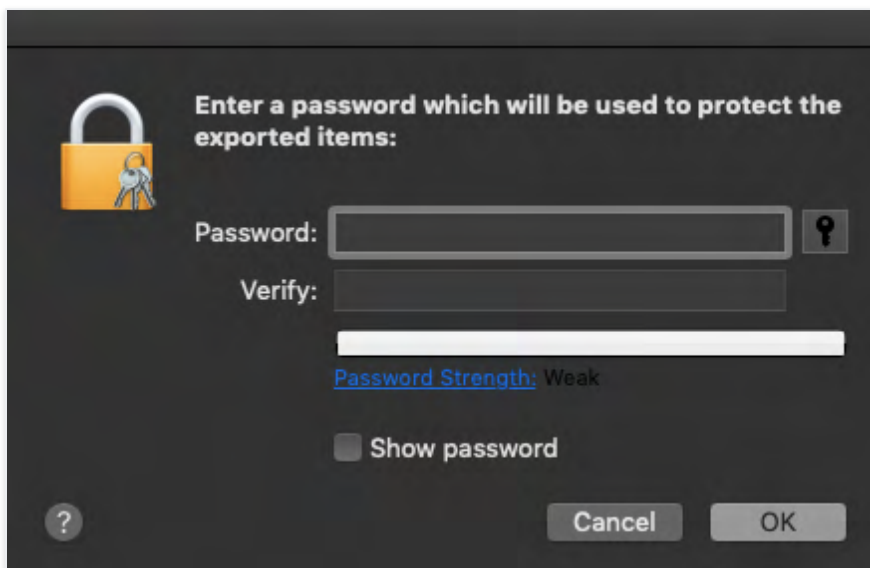 Enter a password which will be used to protect the
exported items:
Password:
Verify:
Password Strength: Weak
Show password
?
Cancel
OK